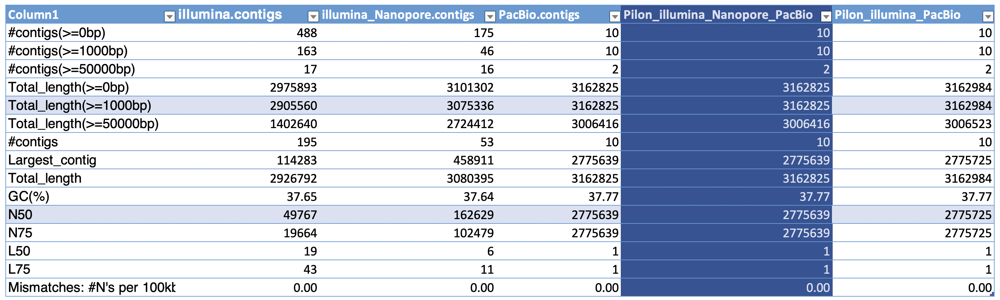 Column1 illumina.contigs illumina_Nanopore.contigs PacBio.contigs Pilon_illumina_Nanopore_PacBio Pilon_illumina_PacBio
#contigs(>=0bp) 488 175 10 10 10
#contigs(>=1000bp) 163 46 10 10 10
#contigs(>=50000bp) 17 16 2 2 2
Total_length(>=0bp) 2975893 3101302 3162825 3162825 3162984
Total_length(>=1000bp) 2905560 3075336 3162825 3162825 3162984
Total_length(>=50000bp) 1402640 2724412 3006416 3006416 3006523
#contigs 195 53 10 10 10
Largest_contig 114283 458911 2775639 2775639 2775725
Total_length 2926792 3080395 3162825 3162825 3162984
GC(%) 37.65 37.64 37.77 37.77 37.77
N50 49767 162629 2775639 2775639 2775725
N75 19664 102479 2775639 2775639 2775725
L50 19 6 1 1 1
L75 43 11 1 1 1
Mismatches: #N's per 100kb 0.00 0.00 0.00 0.00 0.00